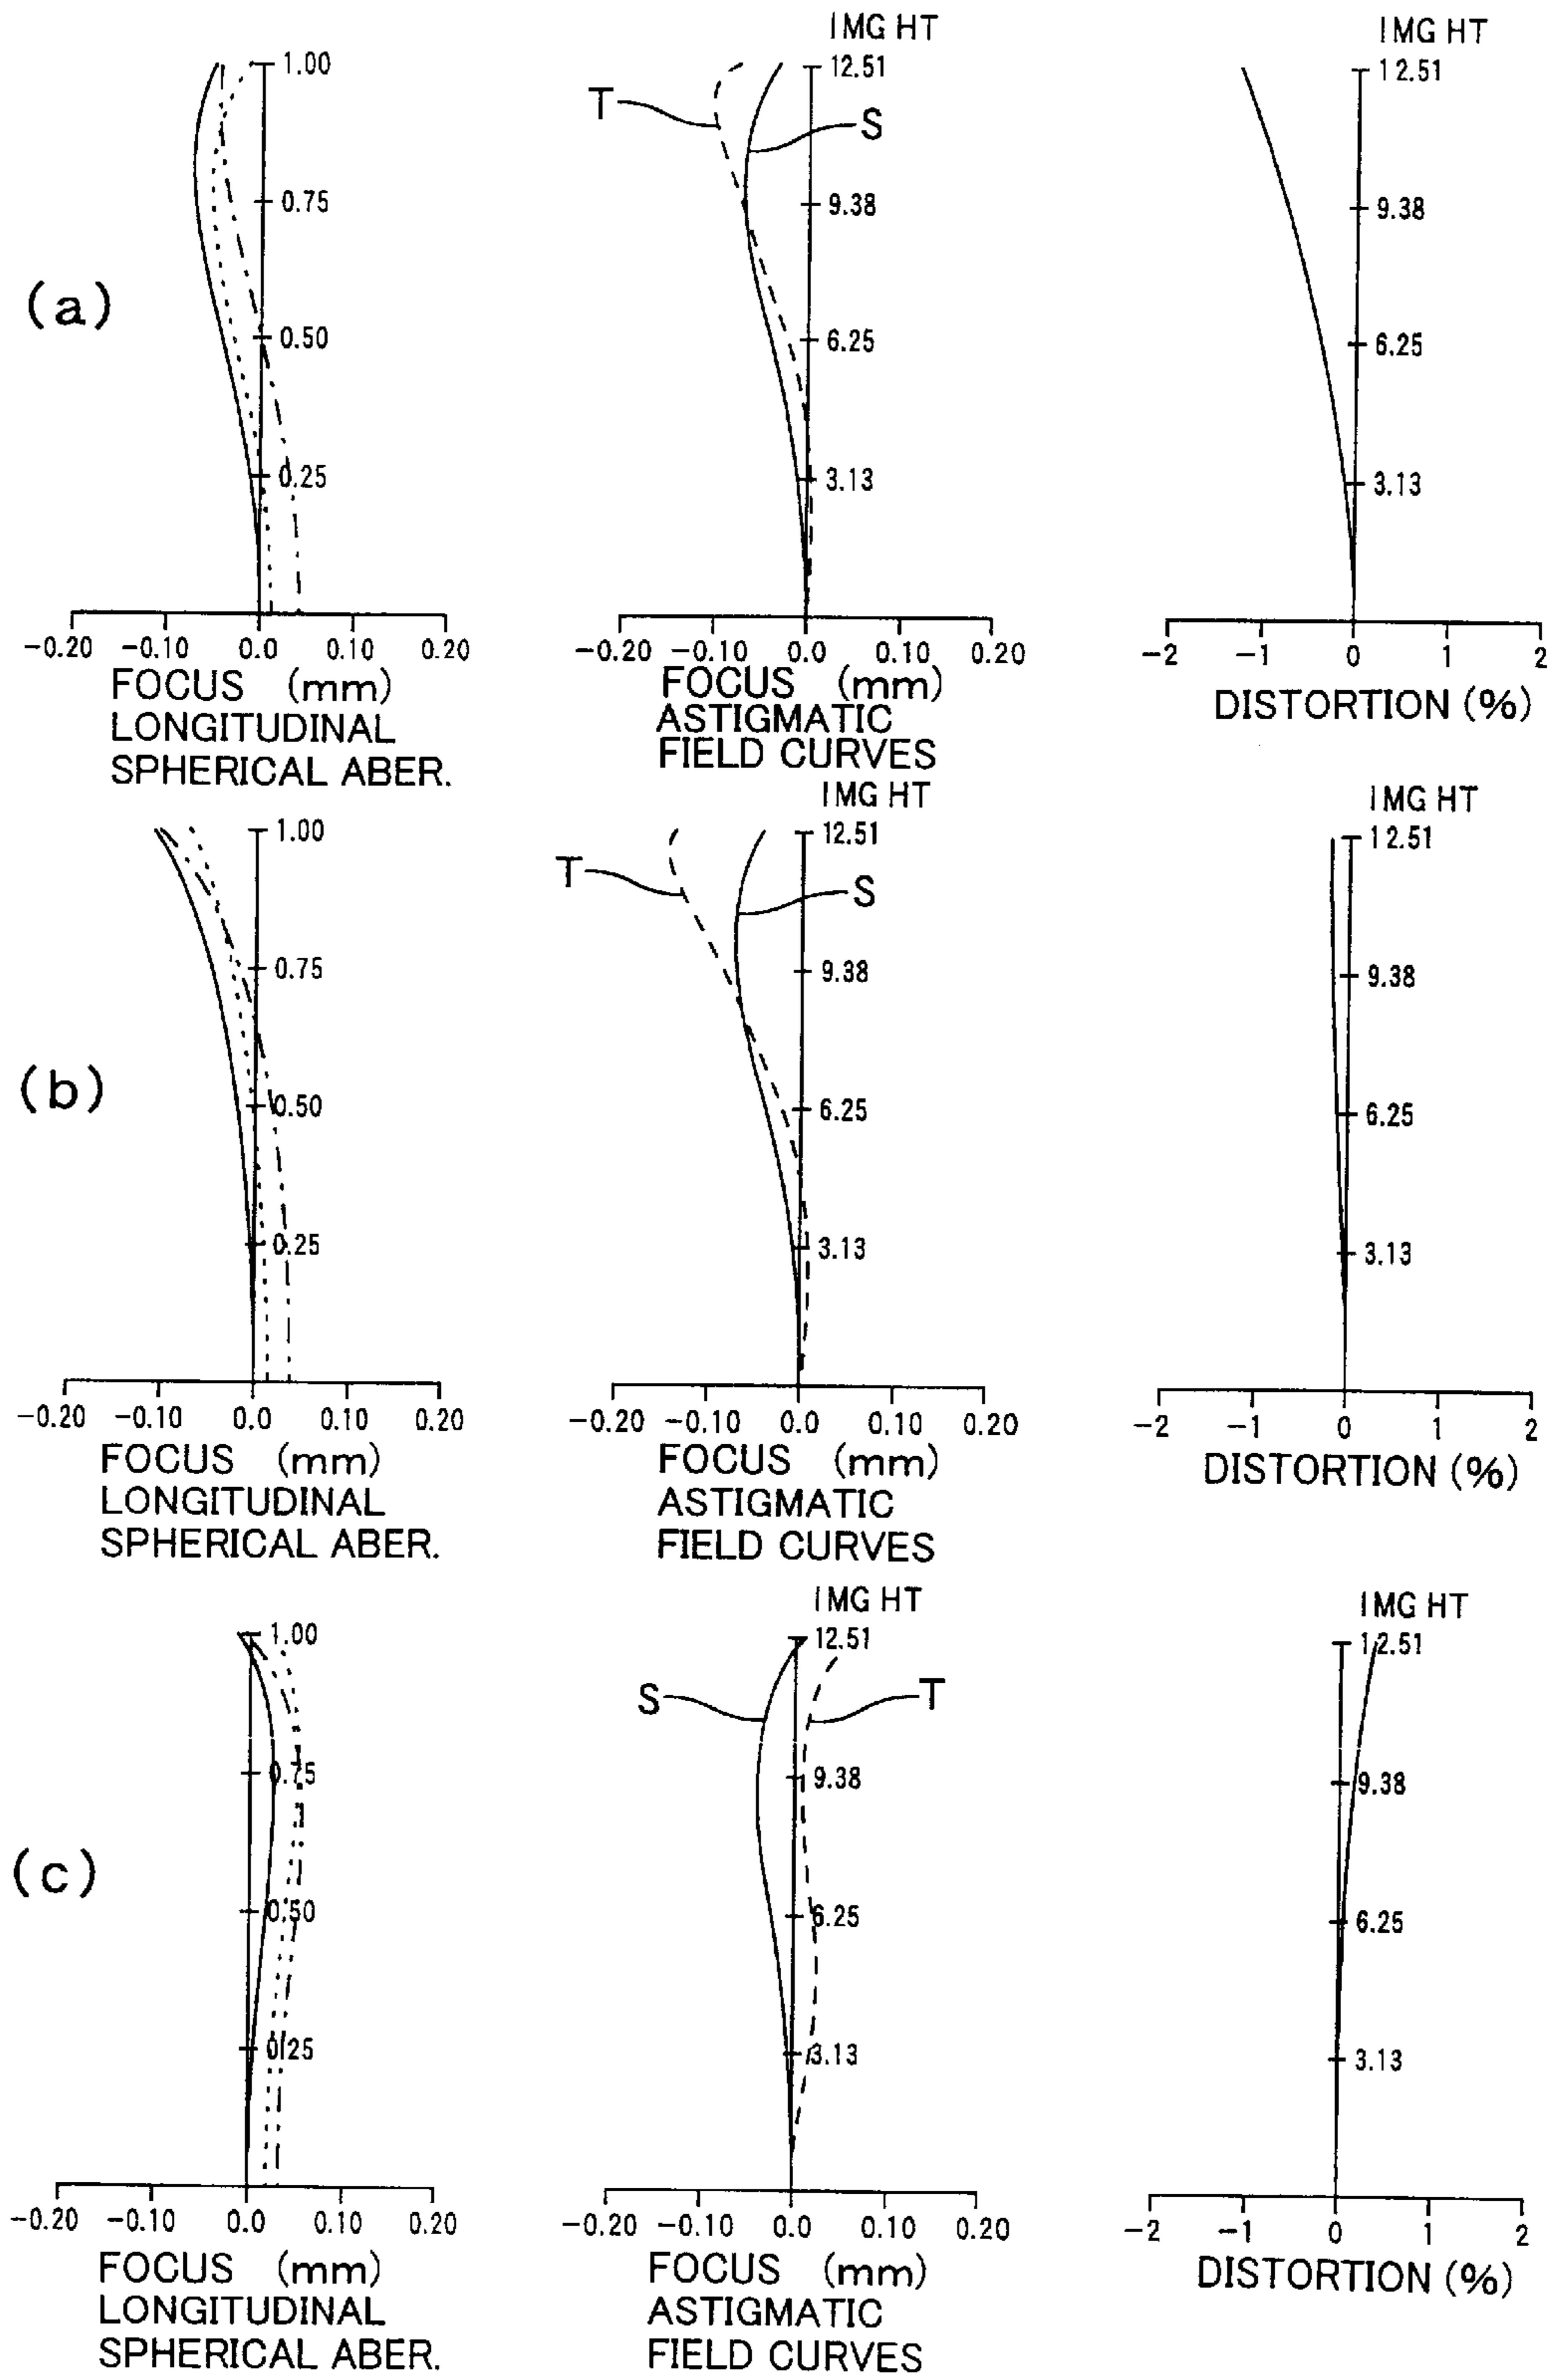 (a)
1.00
0.75
0.50
0.25
-0.20 -0.10 0.0 0.10 0.20
FOCUS (mm)
LONGITUDINAL
SPHERICAL ABER.
IMG HT
12.51
T
S
9.38
6.25
3.13
-0.20 -0.10 0.0 0.10 0.20
FOCUS (mm)
ASTIGMATIC
FIELD CURVES
IMG HT
12.51
9.38
6.25
3.13
-2 -1 0 1 2
DISTORTION (%)
(b)
1.00
0.75
0.50
0.25
-0.20 -0.10 0.0 0.10 0.20
FOCUS (mm)
LONGITUDINAL
SPHERICAL ABER.
IMG HT
12.51
T
S
9.38
6.25
3.13
-0.20 -0.10 0.0 0.10 0.20
FOCUS (mm)
ASTIGMATIC
FIELD CURVES
IMG HT
12.51
9.38
6.25
3.13
-2 -1 0 1 2
DISTORTION (%)
(c)
1.00
0.75
0.50
0.25
-0.20 -0.10 0.0 0.10 0.20
FOCUS (mm)
LONGITUDINAL
SPHERICAL ABER.
IMG HT
12.51
S
T
9.38
6.25
3.13
-0.20 -0.10 0.0 0.10 0.20
FOCUS (mm)
ASTIGMATIC
FIELD CURVES
IMG HT
12.51
9.38
6.25
3.13
-2 -1 0 1 2
DISTORTION (%)